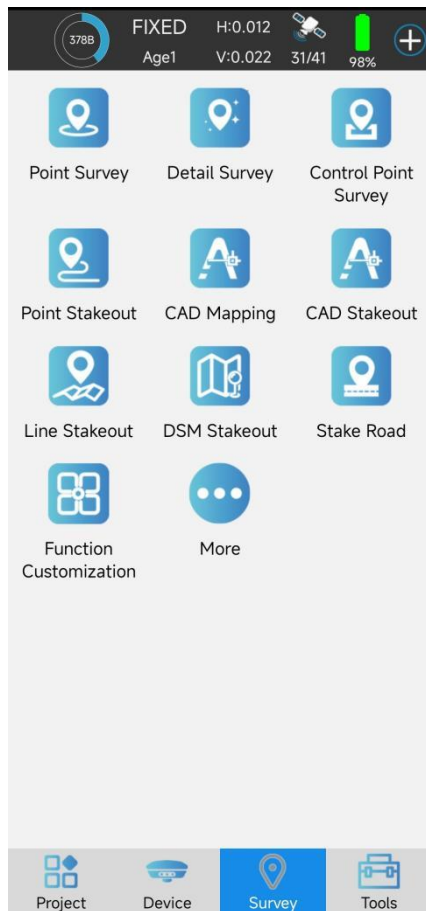 378B
FIXED
H:0.012
Age1
V:0.022
31/41
98%
Point Survey
Detail Survey
Control Point
Survey
Point Stakeout
CAD Mapping
CAD Stakeout
Line Stakeout
DSM Stakeout
Stake Road
Function
Customization
More
Project
Device
Survey
Tools